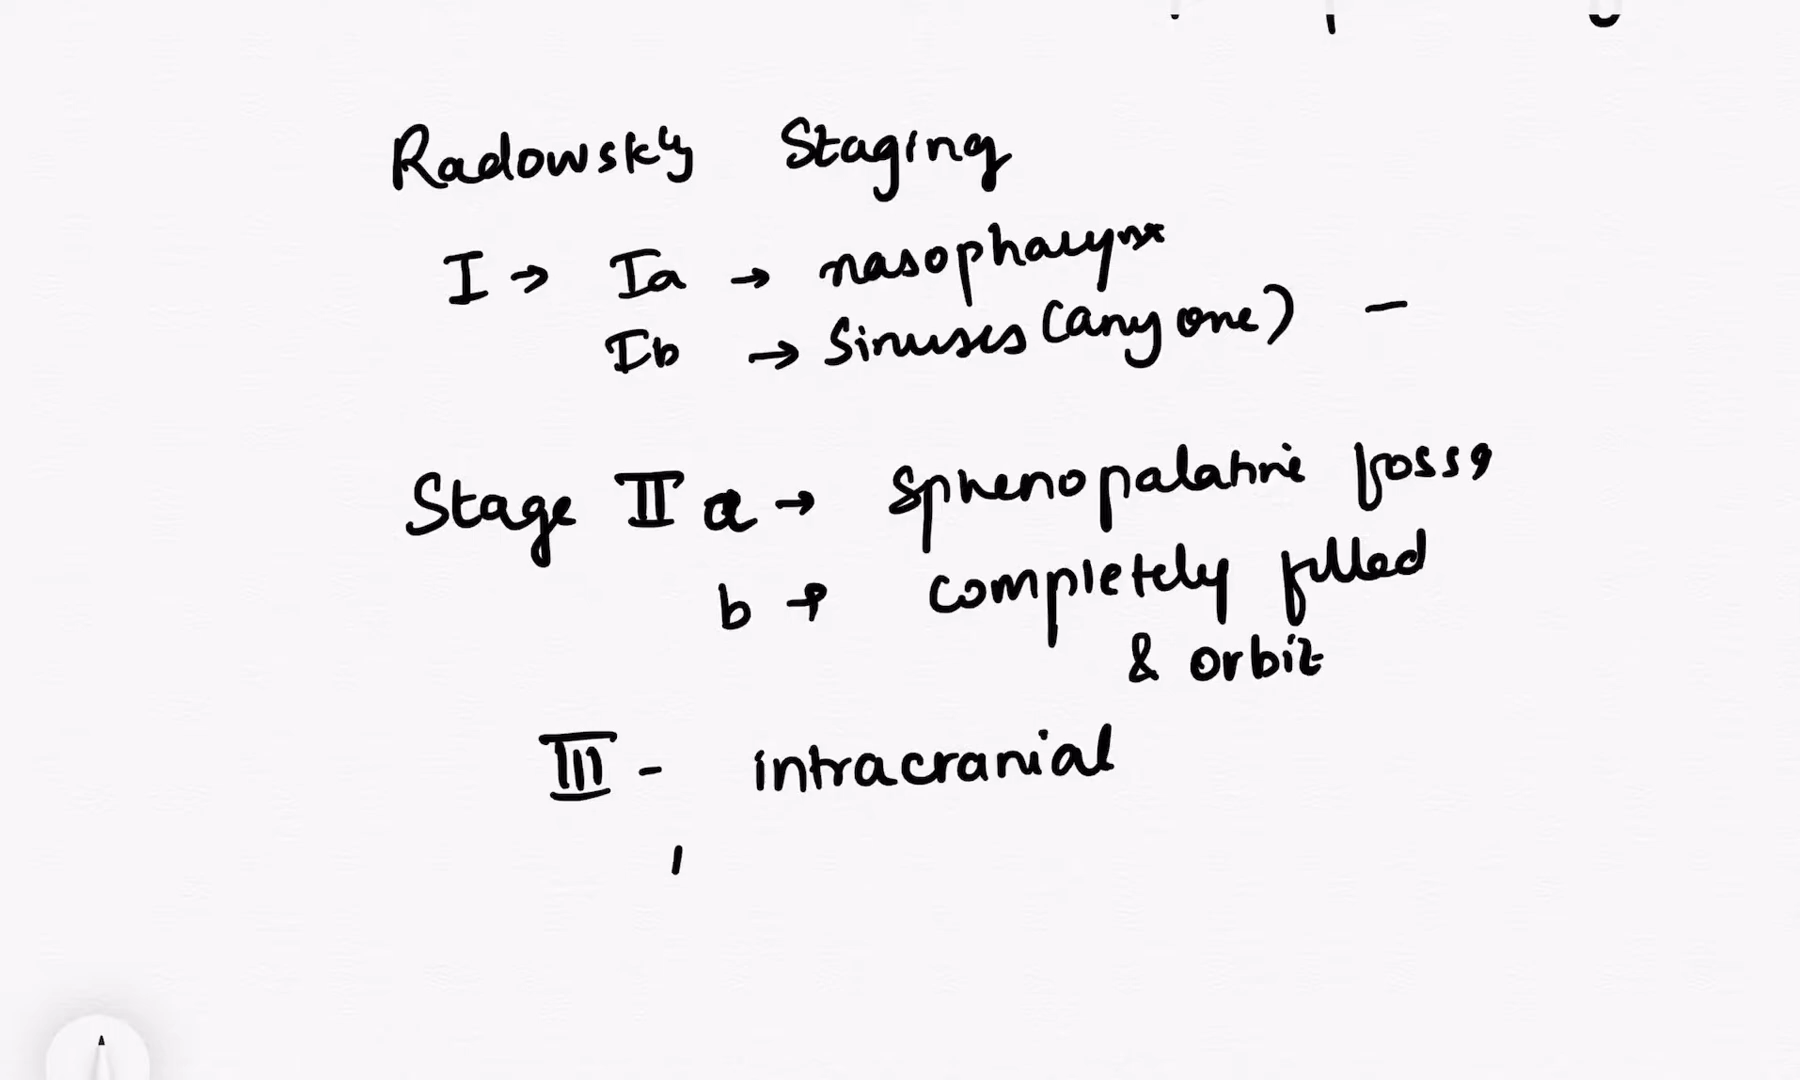 Radowsky Staging
I → Ia → nasopharynx
Ib → Sinuses (any one) -
Stage II a → Sphenopalatine fossa
b → completely filled
& orbit
III - intracranial